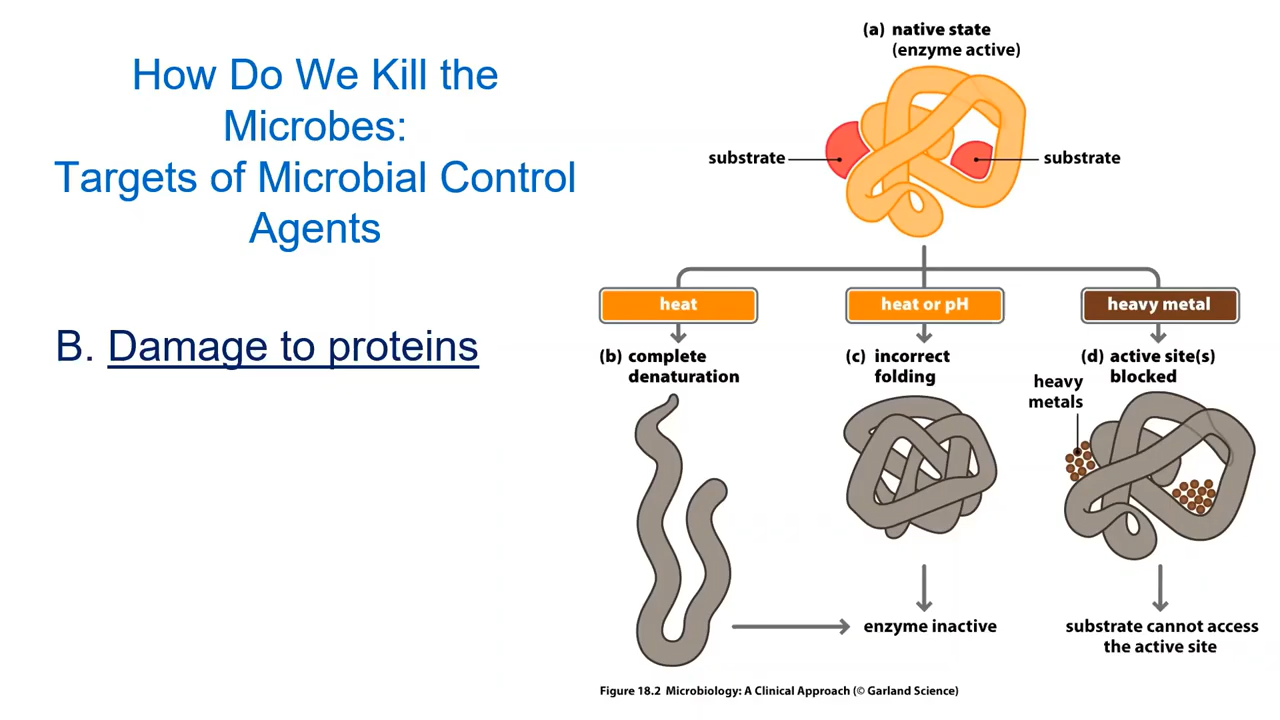 How Do We Kill the
Microbes:
Targets of Microbial Control
Agents
B. Damage to proteins
(a) native state
(enzyme active)
substrate
substrate
heat
heat or pH
heavy metal
(b) complete
denaturation
(c) incorrect
folding
(d) active site(s)
blocked
heavy
metals
enzyme inactive
substrate cannot access
the active site
Figure 18.2 Microbiology: A Clinical Approach (© Garland Science)